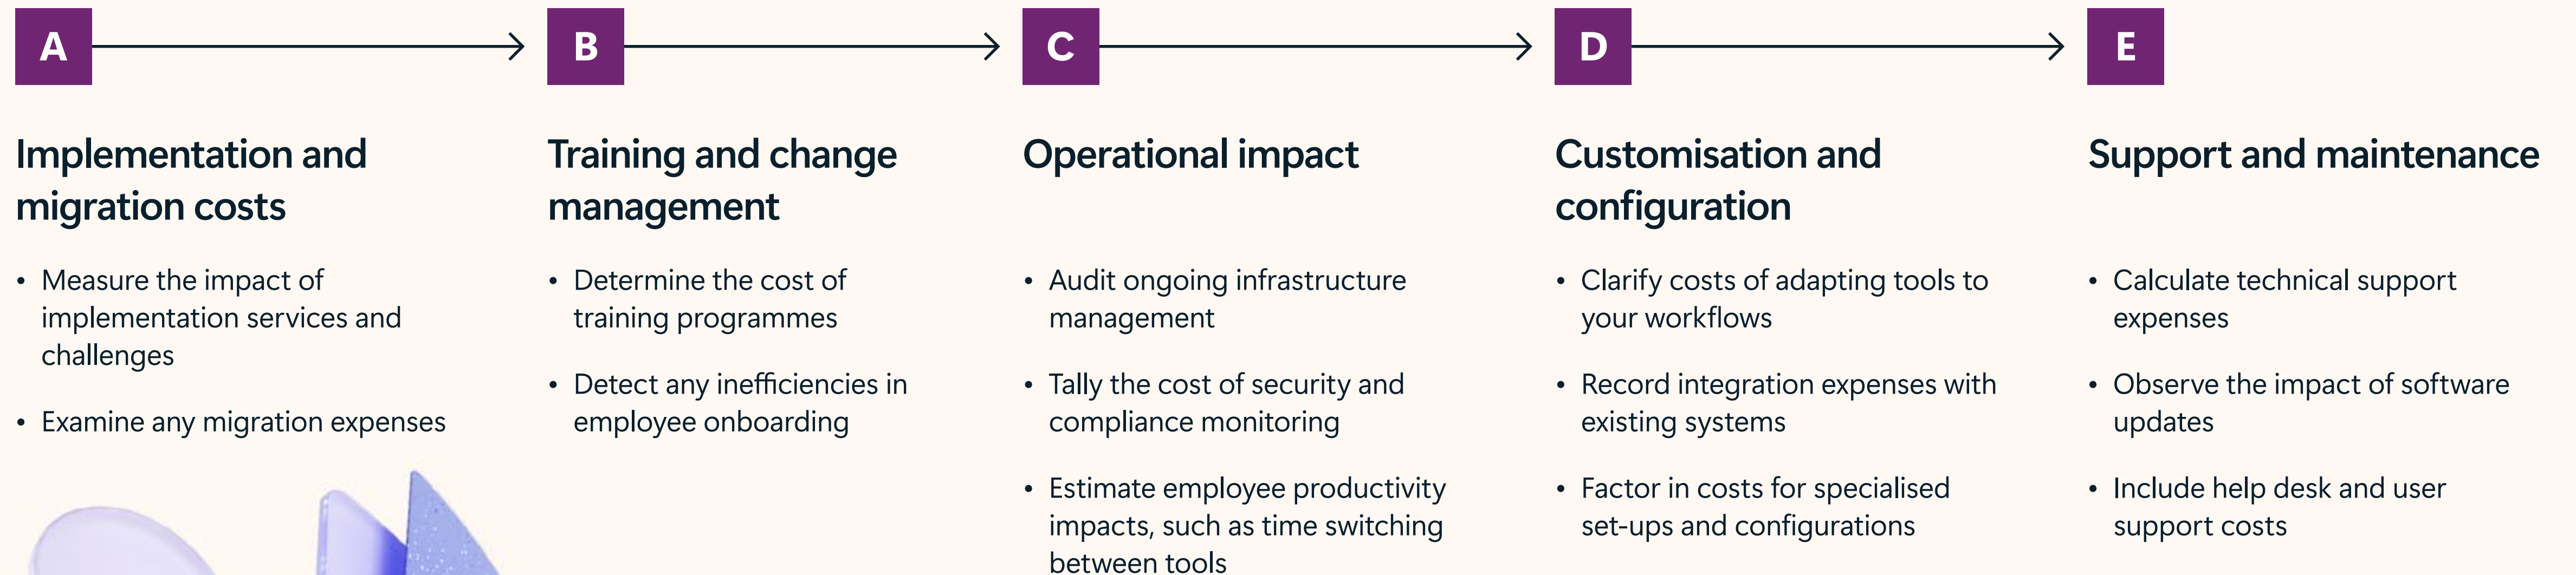 A
B
C
D
E
Implementation and
migration costs
• Measure the impact of
implementation services and
challenges
• Examine any migration expenses
Training and change
management
• Determine the cost of
training programmes
• Detect any inefficiencies in
employee onboarding
Operational impact
• Audit ongoing infrastructure
management
• Tally the cost of security and
compliance monitoring
• Estimate employee productivity
impacts, such as time switching
between tools
Customisation and
configuration
• Clarify costs of adapting tools to
your workflows
• Record integration expenses with
existing systems
• Factor in costs for specialised
set-ups and configurations
Support and maintenance
• Calculate technical support
expenses
• Observe the impact of software
updates
• Include help desk and user
support costs